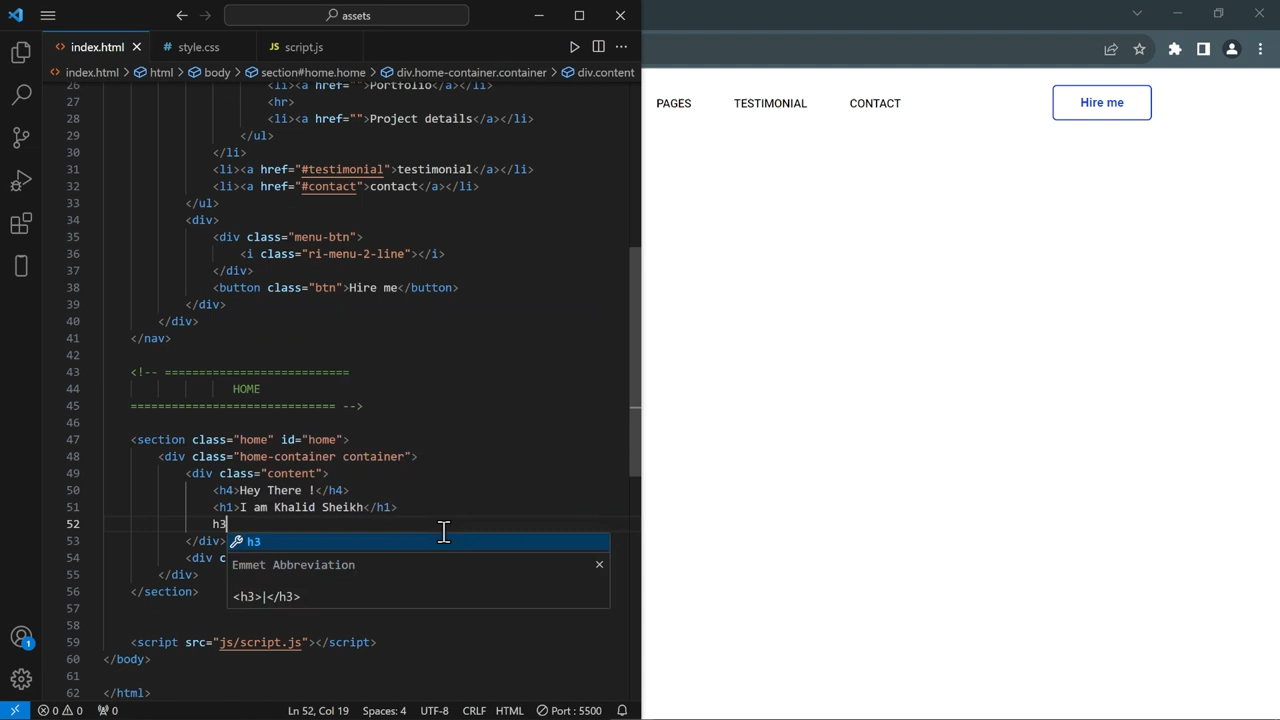 assets
index.html
style.css
JS script.js
index.html > html > body > section#home.home > div.home-container.container > div.content
26 <li><a href="">Portfolio</a></li>
27 <hr>
28 <li><a href="">Project details</a></li>
29 </ul>
30 </li>
31 <li><a href="#testimonial">testimonial</a></li>
32 <li><a href="#contact">contact</a></li>
33 </ul>
34 <div>
35 <div class="menu-btn">
36 <i class="ri-menu-2-line"></i>
37 </div>
38 <button class="btn">Hire me</button>
39 </div>
40 </div>
41 </nav>
42
43 <!-- ===========================
44 HOME
45 ============================== -->
46
47 <section class="home" id="home">
48 <div class="home-container container">
49 <div class="content">
50 <h4>Hey There !</h4>
51 <h1>I am Khalid Sheikh</h1>
52 h3
53 </div>
54 <div c
55 </div>
56 </section>
57
58
59 <script src="js/script.js"></script>
60 </body>
61
62 </html>
h3
Emmet Abbreviation
<h3>|</h3>
1
0 0 0 Ln 52, Col 19 Spaces: 4 UTF-8 CRLF HTML Port : 5500
PAGES TESTIMONIAL CONTACT Hire me